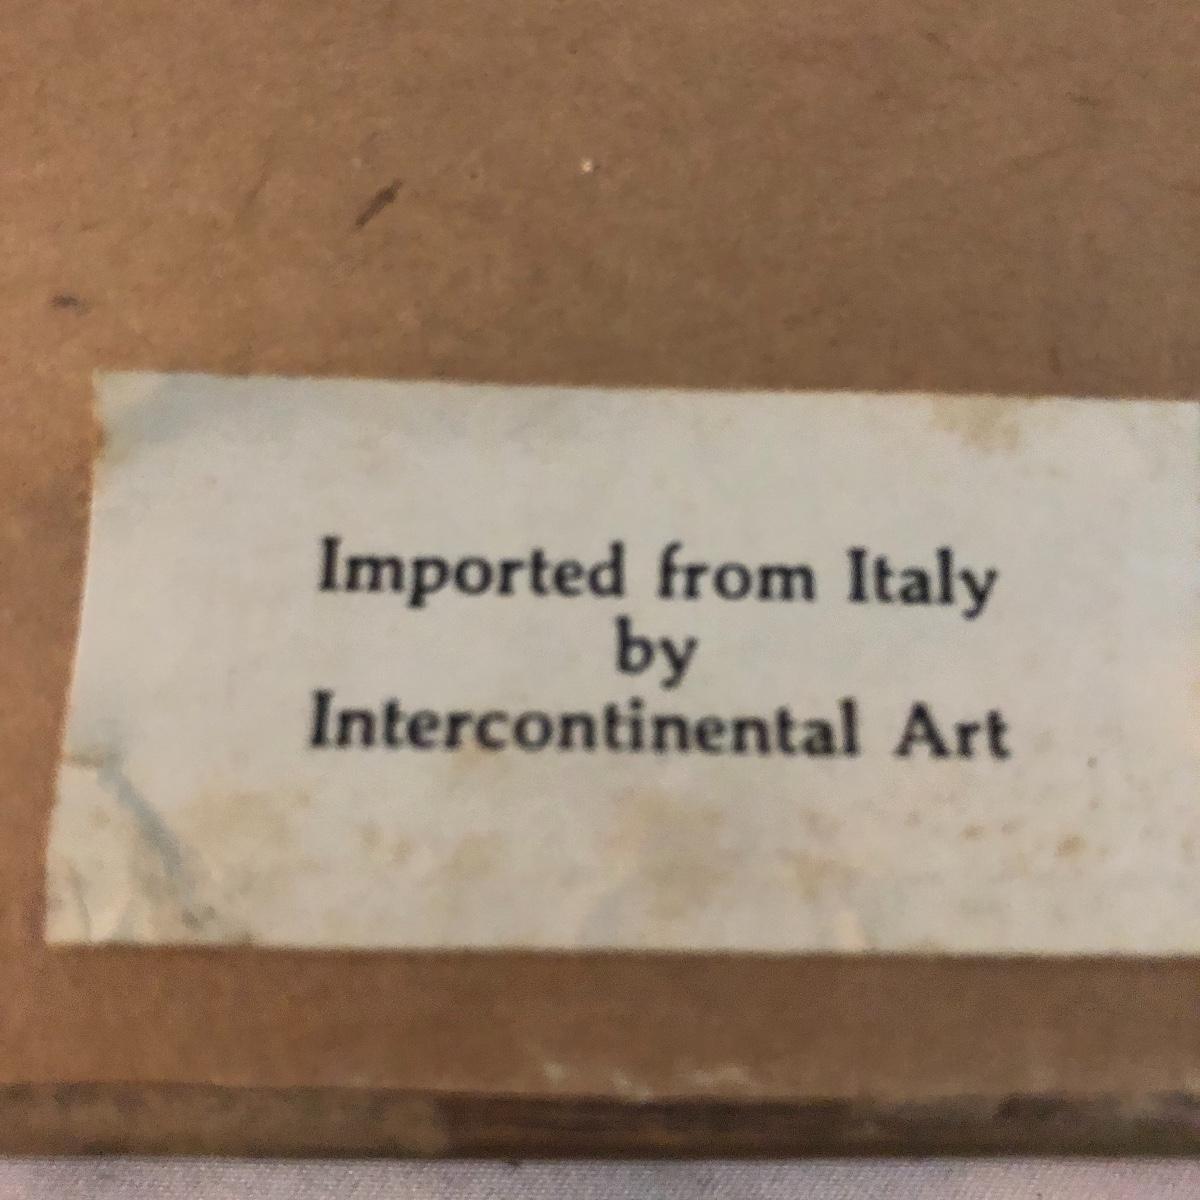 Imported from Italy
by
Intercontinental Art